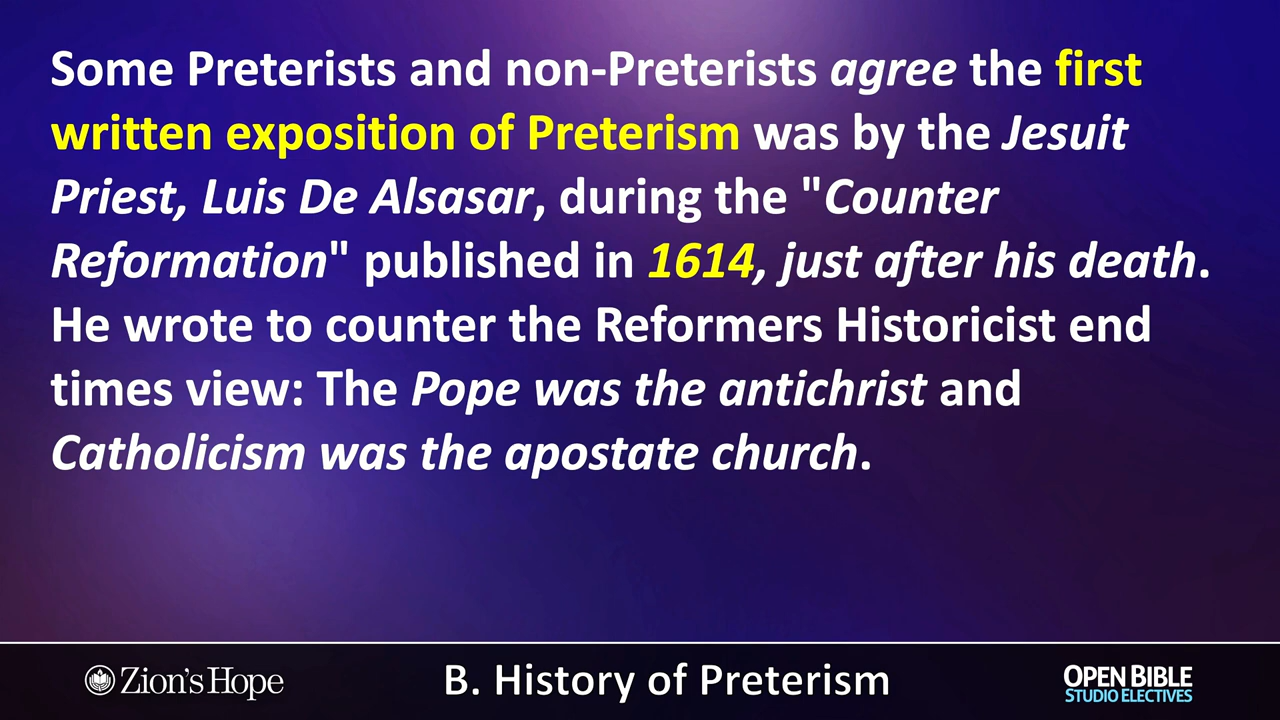 Some Preterists and non-Preterists agree the first
written exposition of Preterism was by the Jesuit
Priest, Luis De Alsasar, during the "Counter
Reformation" published in 1614, just after his death.
He wrote to counter the Reformers Historicist end
times view: The Pope was the antichrist and
Catholicism was the apostate church.
Zion's Hope
B. History of Preterism
OPEN BIBLE
STUDIO ELECTIVES